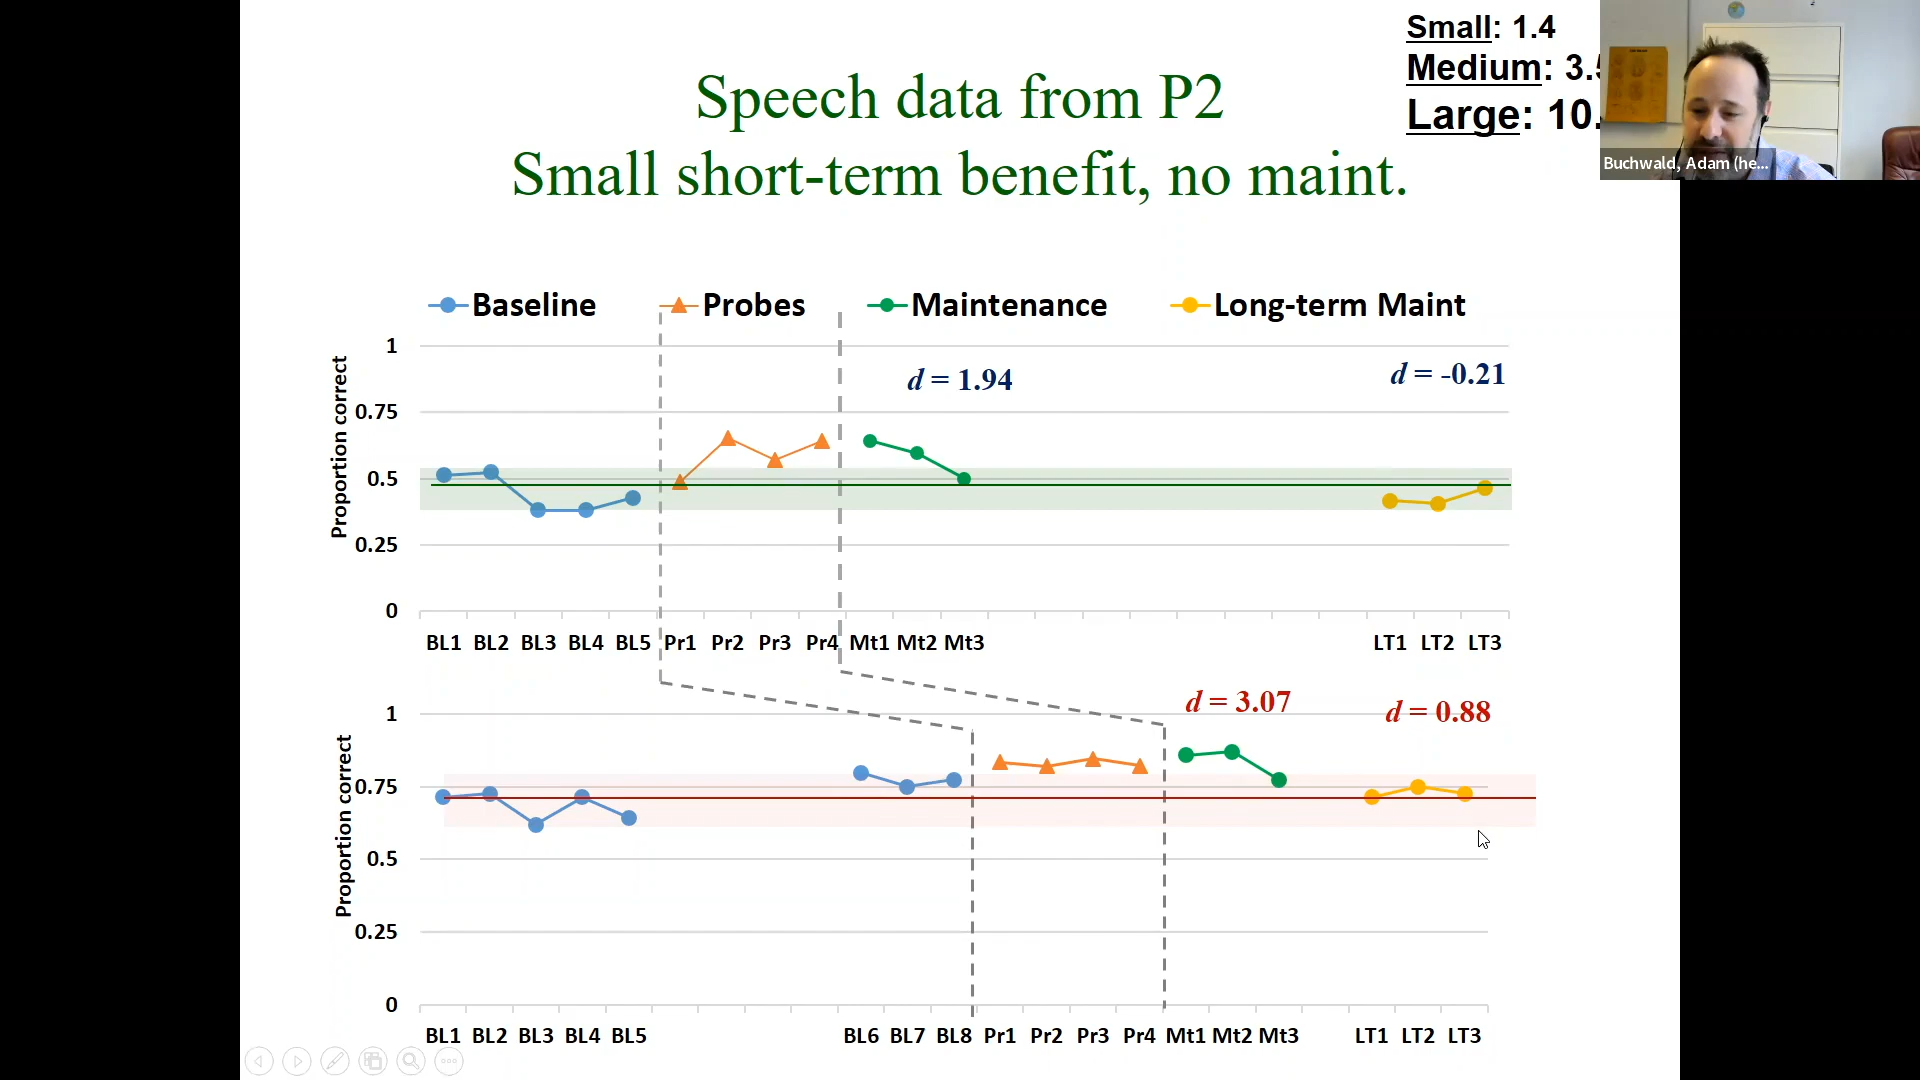 Small: 1.4
Medium: 3.
Large: 10.
Speech data from P2
Small short-term benefit, no maint.
Buchwald, Adam (he...
Baseline Probes Maintenance Long-term Maint
Proportion correct
1
0.75
0.5
0.25
0
d = 1.94
d = -0.21
BL1 BL2 BL3 BL4 BL5 Pr1 Pr2 Pr3 Pr4 Mt1 Mt2 Mt3 LT1 LT2 LT3
Proportion correct
1
0.75
0.5
0.25
0
d = 3.07
d = 0.88
BL1 BL2 BL3 BL4 BL5 BL6 BL7 BL8 Pr1 Pr2 Pr3 Pr4 Mt1 Mt2 Mt3 LT1 LT2 LT3